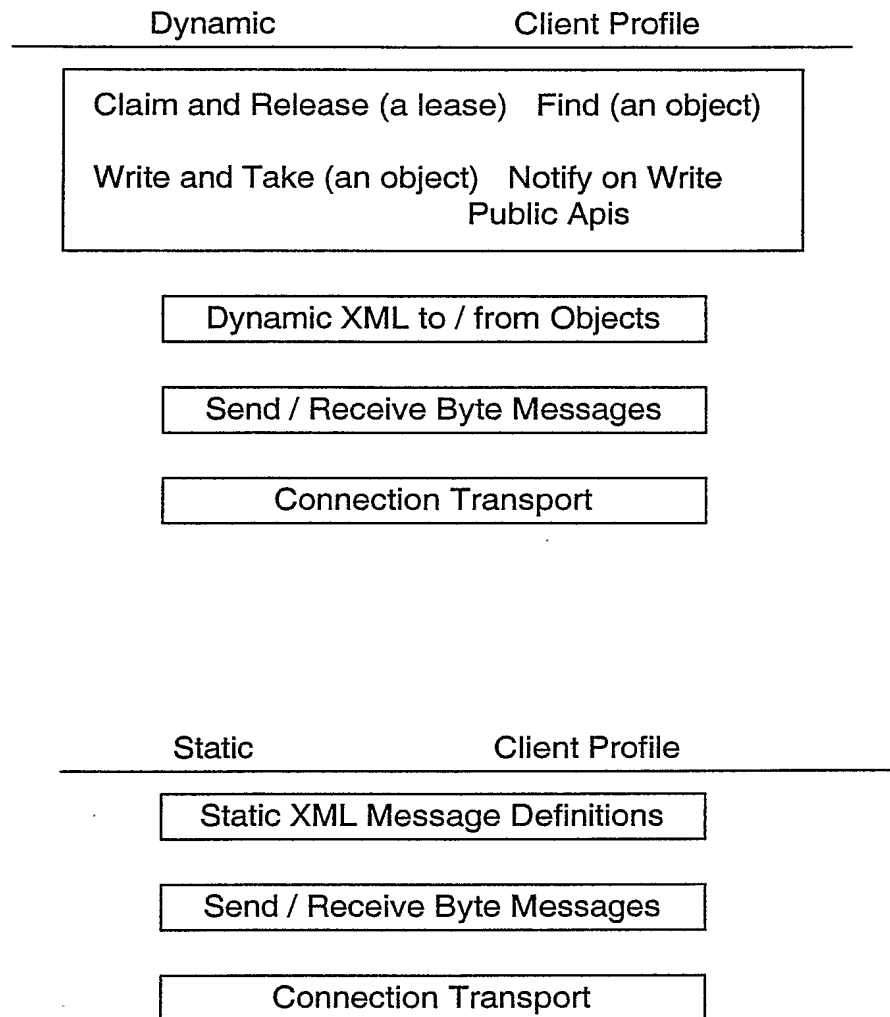 Dynamic Client Profile
Claim and Release (a lease) Find (an object)
Write and Take (an object) Notify on Write
Public Apis
Dynamic XML to / from Objects
Send / Receive Byte Messages
Connection Transport
Static Client Profile
Static XML Message Definitions
Send / Receive Byte Messages
Connection Transport